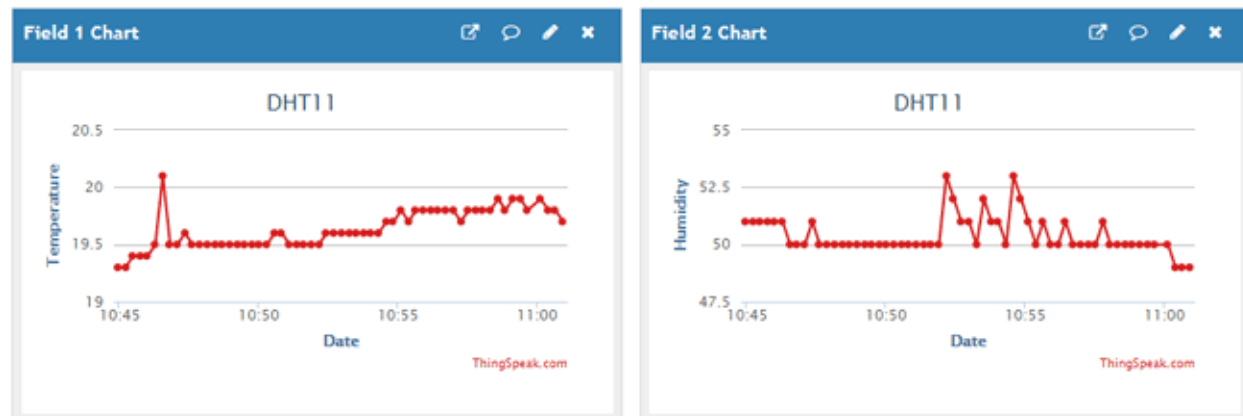 Field 1 Chart
DHT11
20.5
20
19.5
19
Temperature
10:45 10:50 10:55 11:00
Date
ThingSpeak.com
Field 2 Chart
DHT11
55
52.5
50
47.5
Humidity
10:45 10:50 10:55 11:00
Date
ThingSpeak.com